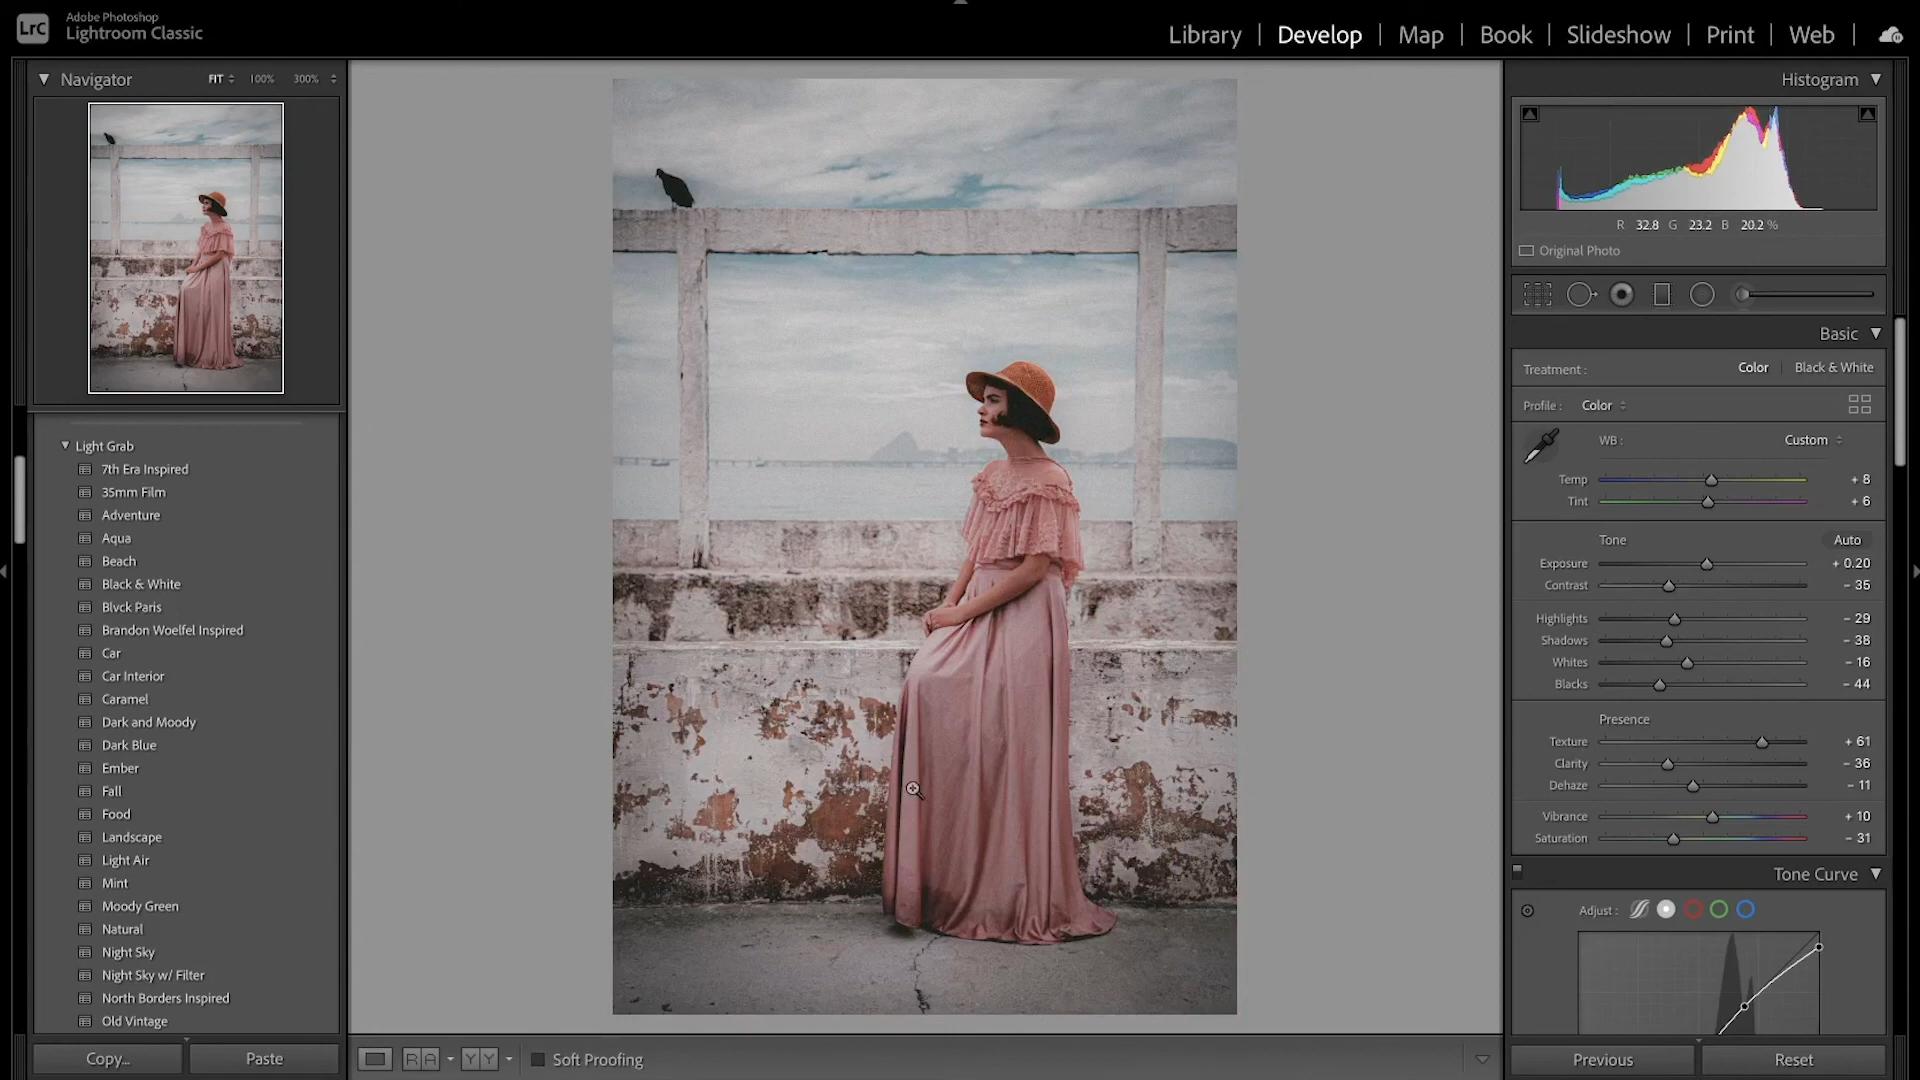 LrC
Adobe Photoshop
Lightroom Classic
Library | Develop | Map | Book | Slideshow | Print | Web
Navigator FIT 100% 300%
Light Grab
7th Era Inspired
35mm Film
Adventure
Aqua
Beach
Black & White
Blvck Paris
Brandon Woelfel Inspired
Car
Car Interior
Caramel
Dark and Moody
Dark Blue
Ember
Fall
Food
Landscape
Light Air
Mint
Moody Green
Natural
Night Sky
Night Sky w/ Filter
North Borders Inspired
Old Vintage
Copy... Paste
R A Y Y Soft Proofing
Histogram
R 32.8 G 23.2 B 20.2 %
Original Photo
Basic
Treatment : Color | Black & White
Profile : Color
WB : Custom
Temp + 8
Tint + 6
Tone Auto
Exposure + 0.20
Contrast - 35
Highlights - 29
Shadows - 38
Whites - 16
Blacks - 44
Presence
Texture + 61
Clarity - 36
Dehaze - 11
Vibrance + 10
Saturation - 31
Tone Curve
Adjust :
Previous Reset